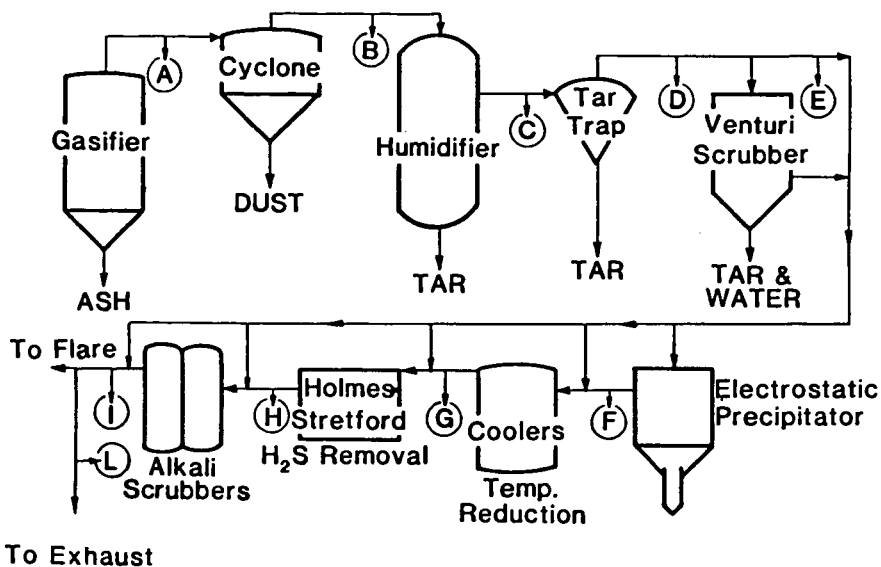 Gasifier
ASH
A
Cyclone
DUST
B
Humidifier
TAR
C
Tar
Trap
TAR
D
Venturi
Scrubber
TAR &
WATER
E
To Flare
I
L
To Exhaust
Alkali
Scrubbers
H
Holmes
Stretford
H₂S Removal
G
Coolers
Temp.
Reduction
F
Electrostatic
Precipitator